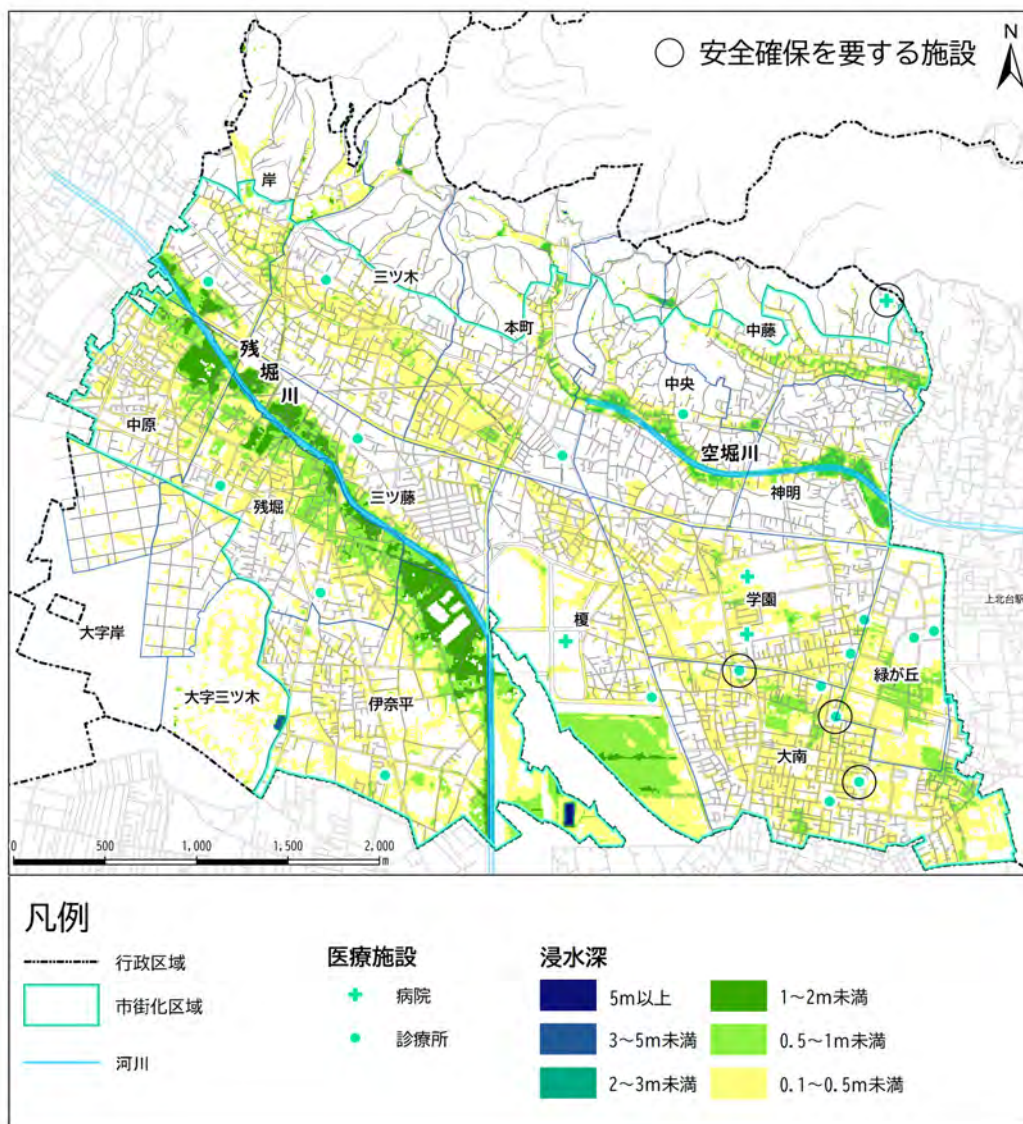 安全確保を要する施設
N
岸
三ツ木
本町
中藤
中央
残堀川
中原
空堀川
神明
三ツ藤
残堀
学園
上北台駅
榎
大字岸
緑が丘
大字三ツ木
伊奈平
大南
0 500 1,000 1,500 2,000
m
凡例
行政区域
市街化区域
河川
医療施設
病院
診療所
浸水深
5m以上
3～5m未満
2～3m未満
1～2m未満
0.5～1m未満
0.1～0.5m未満